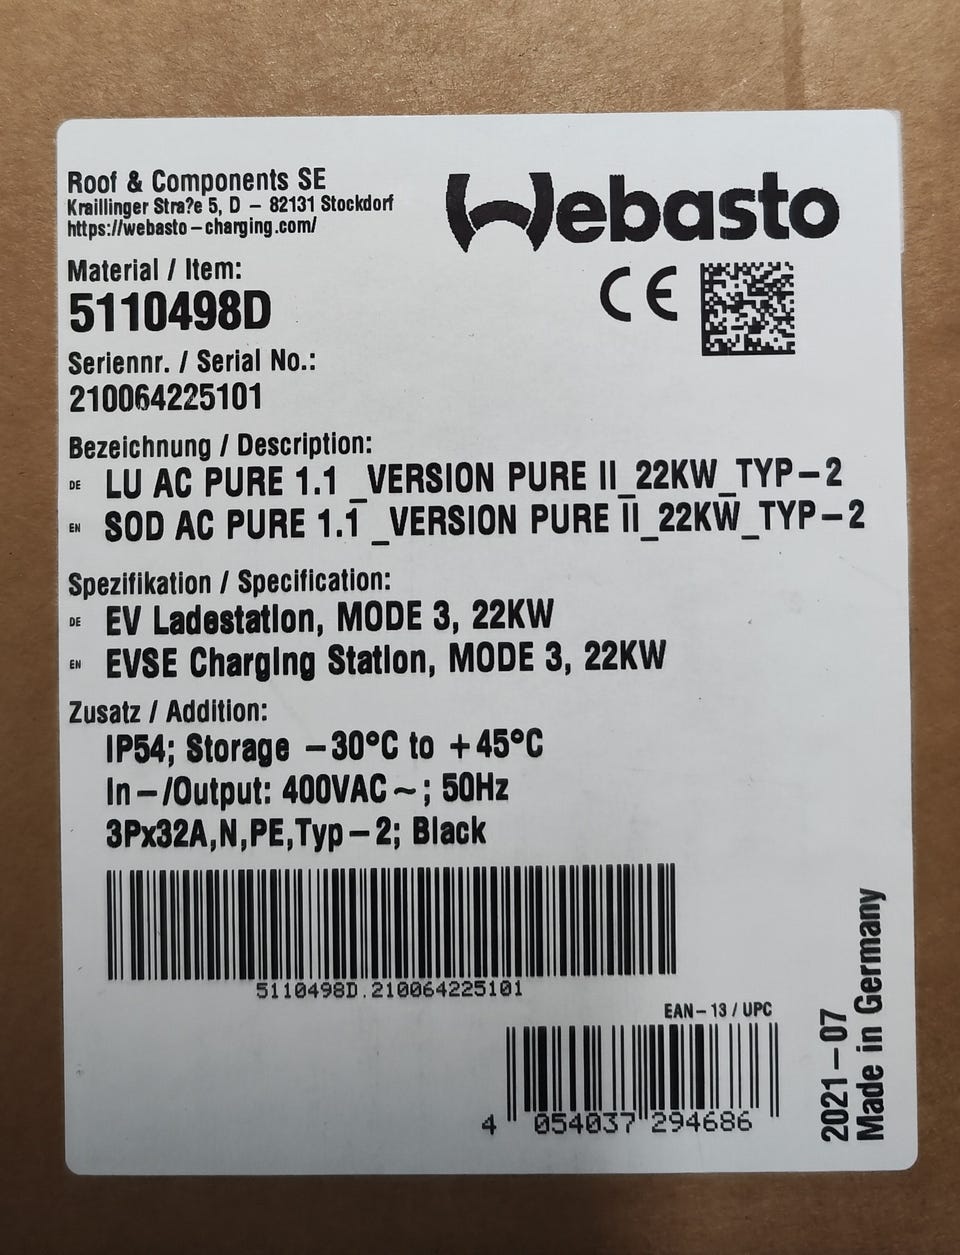 Roof & Components SE
Kraillinger Stra?e 5, D – 82131 Stockdorf
https://webasto–charging.com/
Webasto
CE
Material / Item:
5110498D
Seriennr. / Serial No.:
210064225101
Bezeichnung / Description:
DE LU AC PURE 1.1 _VERSION PURE II_22KW_TYP–2
EN SOD AC PURE 1.1 _VERSION PURE II_22KW_TYP–2
Spezifikation / Specification:
DE EV Ladestation, MODE 3, 22KW
EN EVSE Charging Station, MODE 3, 22KW
Zusatz / Addition:
IP54; Storage –30°C to +45°C
In–/Output: 400VAC ~; 50Hz
3Px32A,N,PE,Typ–2; Black
5110498D.210064225101
EAN–13 / UPC
4 054037 294686
2021–07
Made in Germany